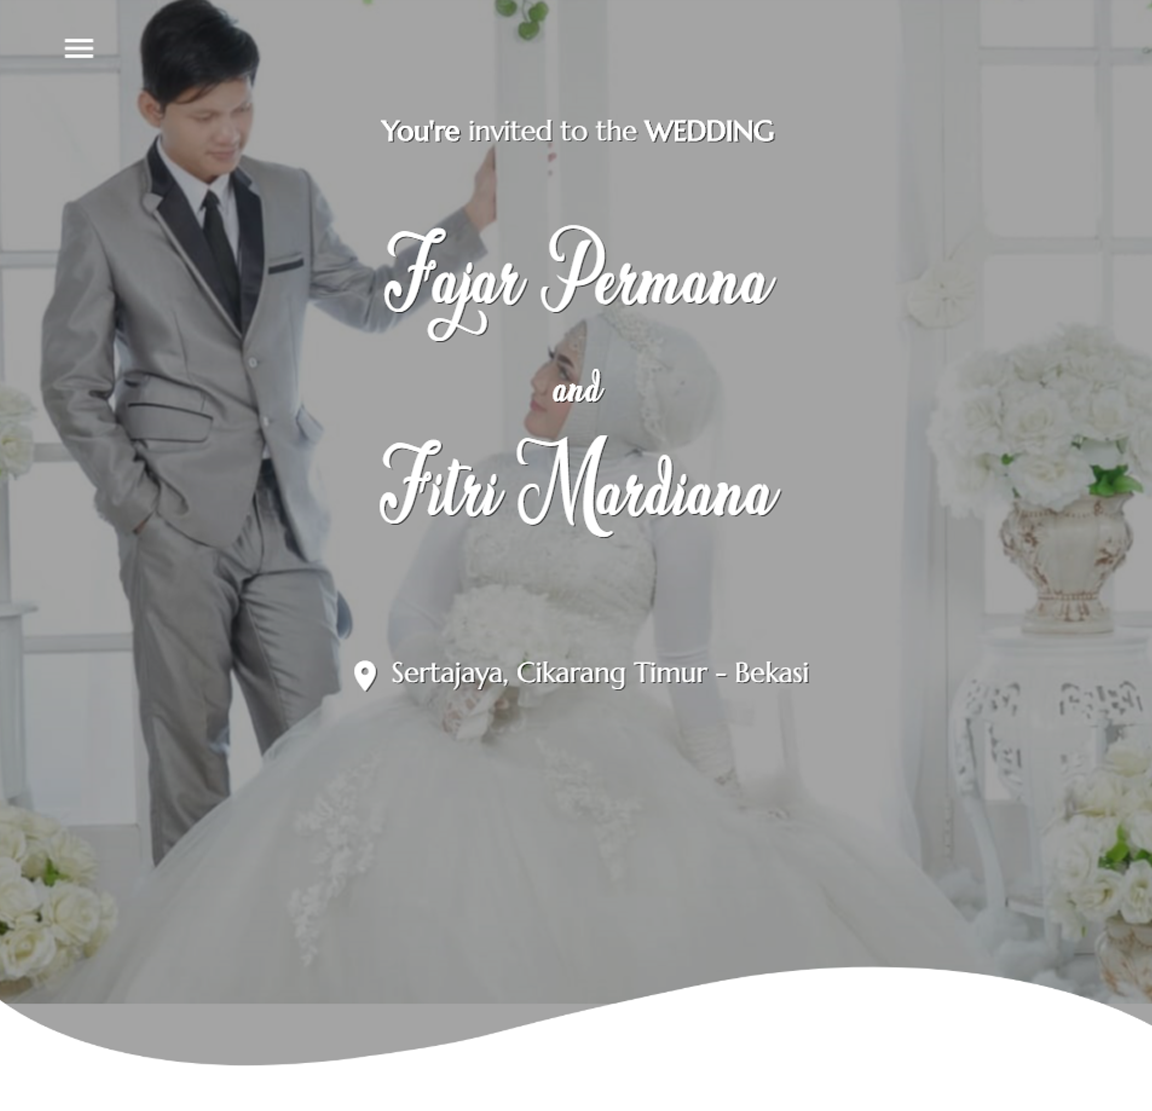 You're invited to the WEDDING
Fajar Permana
and
Fitri Mardiana
Sertajaya, Cikarang Timur - Bekasi